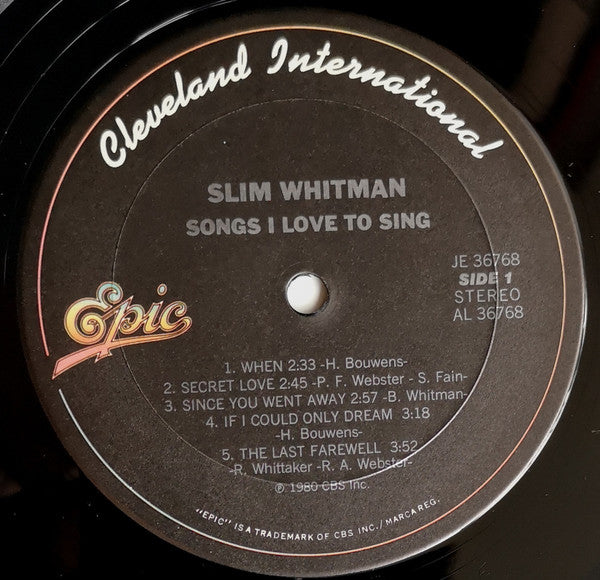 Cleveland International
SLIM WHITMAN
SONGS I LOVE TO SING
JE 36768
SIDE 1
STEREO
AL 36768
Epic
1. WHEN 2:33 -H. Bouwens-
2. SECRET LOVE 2:45 -P. F. Webster - S. Fain-
3. SINCE YOU WENT AWAY 2:57 -B. Whitman-
4. IF I COULD ONLY DREAM 3:18
-H. Bouwens-
5. THE LAST FAREWELL 3:52
-R. Whittaker -R. A. Webster-
℗ 1980 CBS Inc.
"EPIC" IS A TRADEMARK OF CBS INC./MARCA REG.